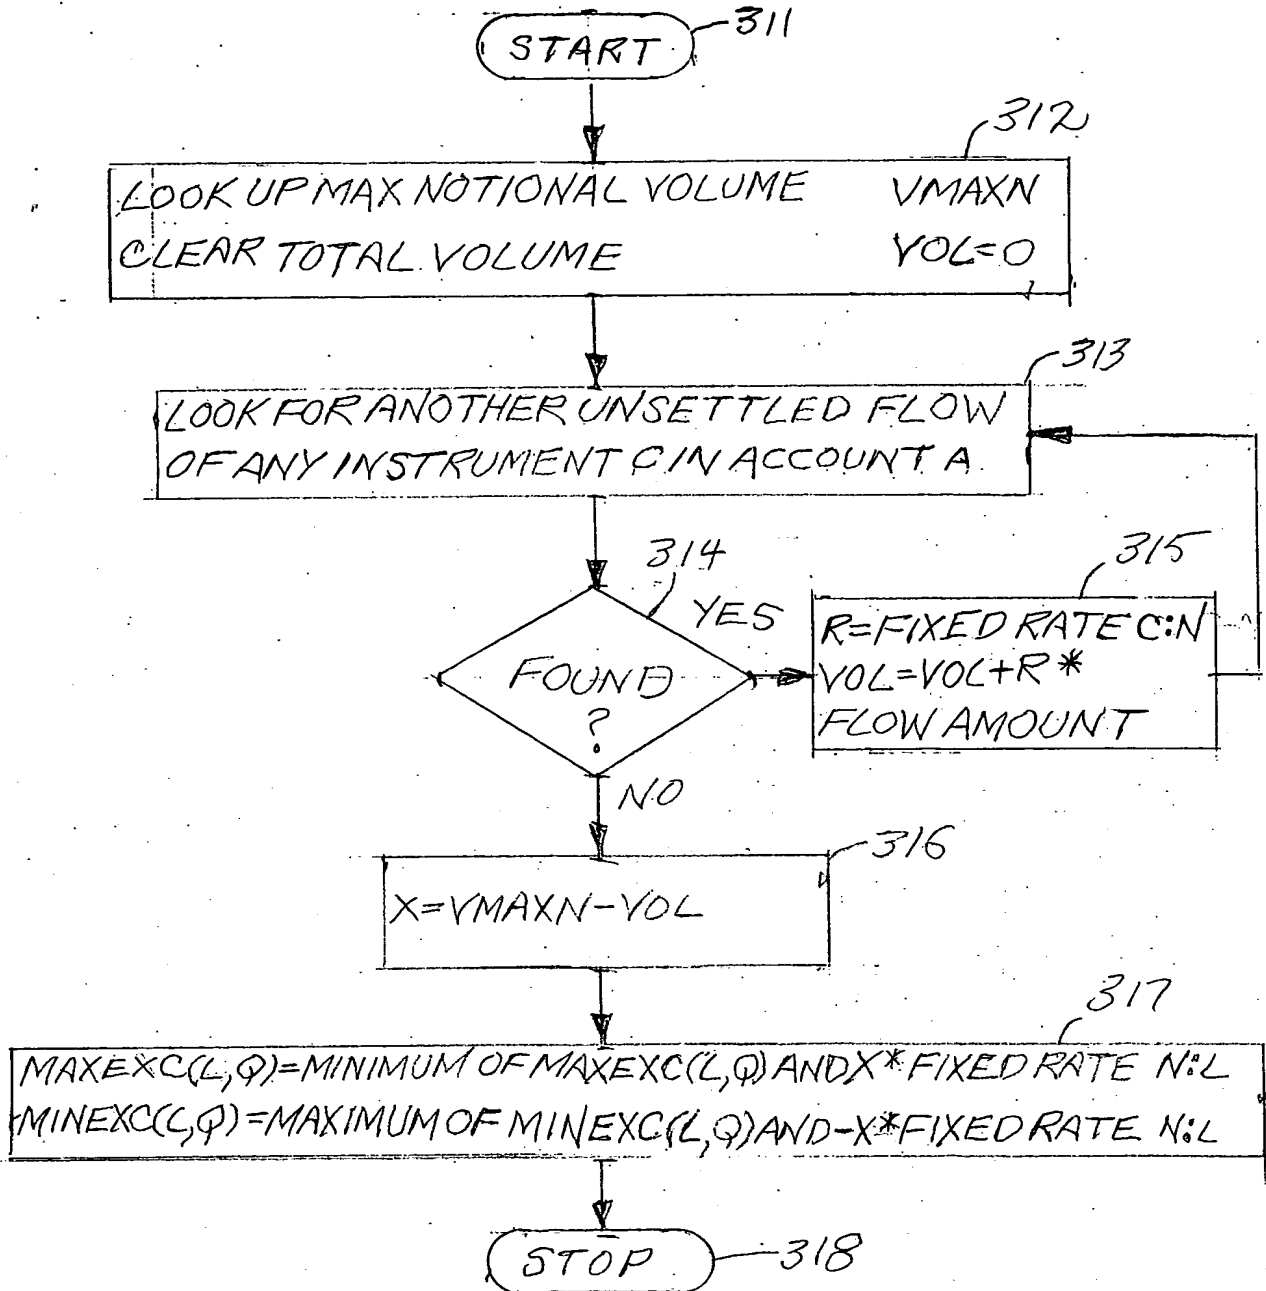 START
311
312
LOOK UP MAX NOTIONAL VOLUME VMAXN
CLEAR TOTAL VOLUME VOL=0
313
LOOK FOR ANOTHER UNSETTLED FLOW
OF ANY INSTRUMENT C IN ACCOUNT A
314
FOUND
?
YES
315
R=FIXED RATE C:N
VOL=VOL+R*
FLOW AMOUNT
NO
316
X=VMAXN-VOL
317
MAXEXC(L,Q)=MINIMUM OF MAXEXC(L,Q) AND X* FIXED RATE N:L
MINEXC(L,Q)=MAXIMUM OF MINEXC(L,Q) AND -X*FIXED RATE N:L
STOP
318